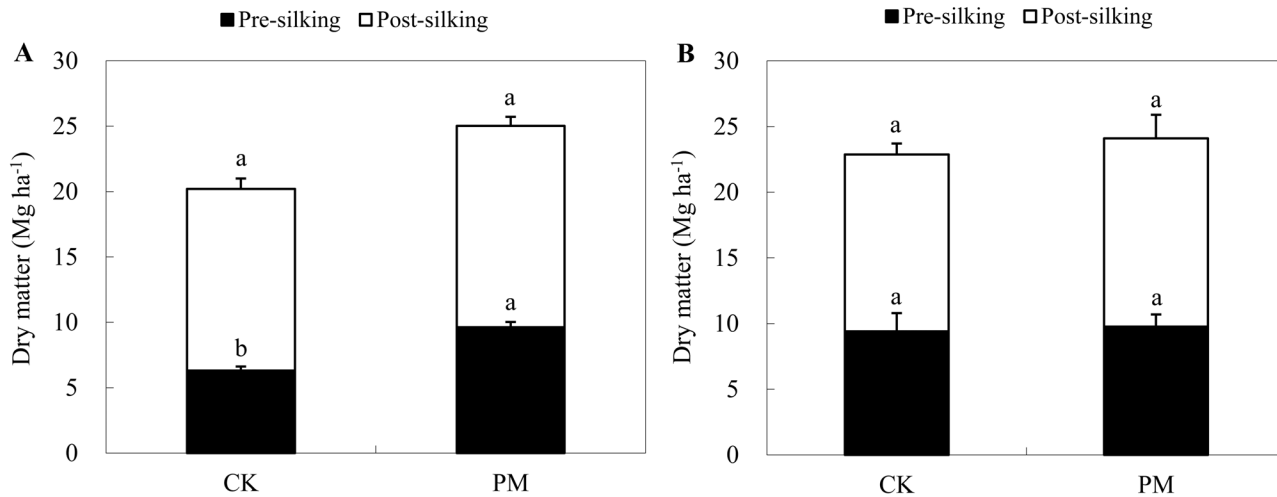 ■Pre-silking □Post-silking
A
Dry matter (Mg ha-1)
30
25
20
15
10
5
0
a
b
a
a
CK PM
■Pre-silking □Post-silking
B
Dry matter (Mg ha-1)
30
25
20
15
10
5
0
a
a
a
a
CK PM